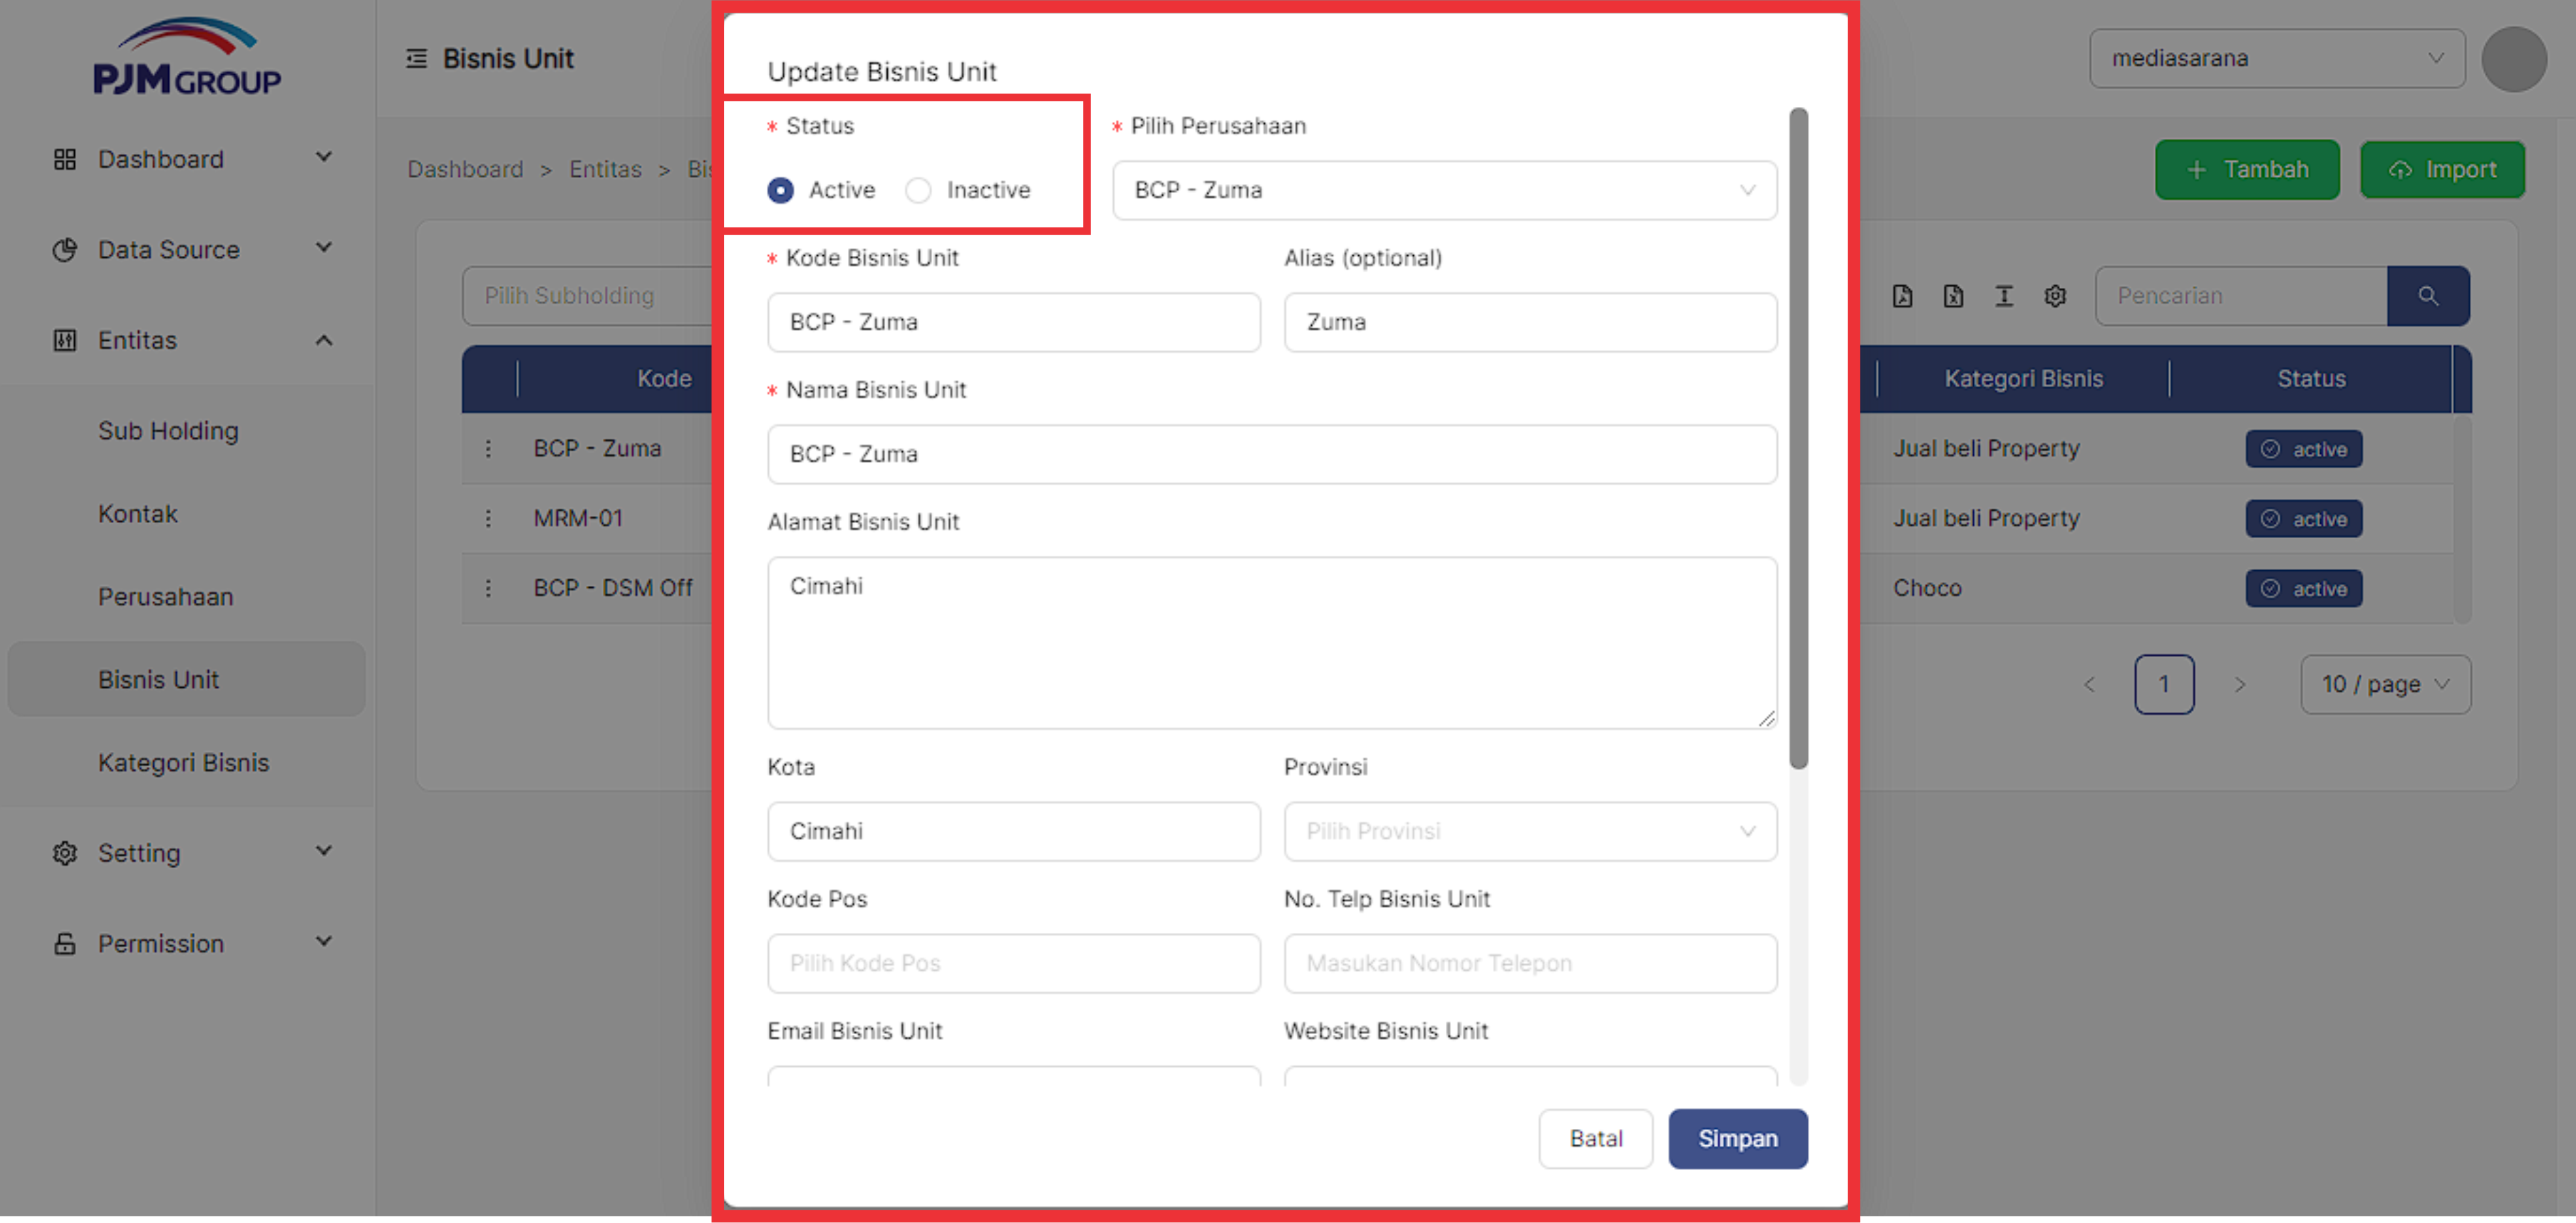 PJM GROUP
Dashboard
Data Source
Entitas
Sub Holding
Kontak
Perusahaan
Bisnis Unit
Kategori Bisnis
Setting
Permission
Bisnis Unit
mediasarana
Dashboard > Entitas > Bis
+ Tambah
Import
Pilih Subholding
Pencarian
Kode
Kategori Bisnis
Status
BCP - Zuma
Jual beli Property
active
MRM-01
Jual beli Property
active
BCP - DSM Off
Choco
active
< 1 >
10 / page
Update Bisnis Unit
* Status
Active
Inactive
* Pilih Perusahaan
BCP - Zuma
* Kode Bisnis Unit
BCP - Zuma
Alias (optional)
Zuma
* Nama Bisnis Unit
BCP - Zuma
Alamat Bisnis Unit
Cimahi
Kota
Cimahi
Provinsi
Pilih Provinsi
Kode Pos
Pilih Kode Pos
No. Telp Bisnis Unit
Masukan Nomor Telepon
Email Bisnis Unit
Website Bisnis Unit
Batal
Simpan